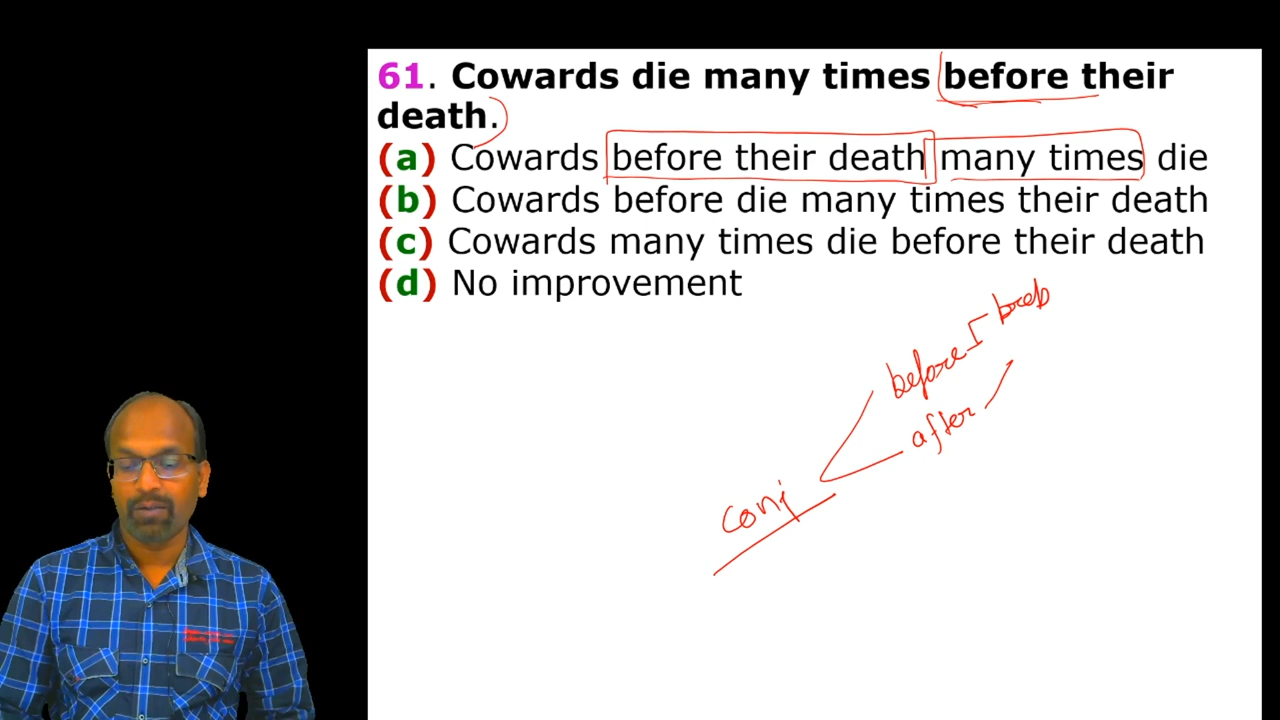 61. Cowards die many times before their
death.
(a) Cowards before their death many times die
(b) Cowards before die many times their death
(c) Cowards many times die before their death
(d) No improvement
before
after
conj